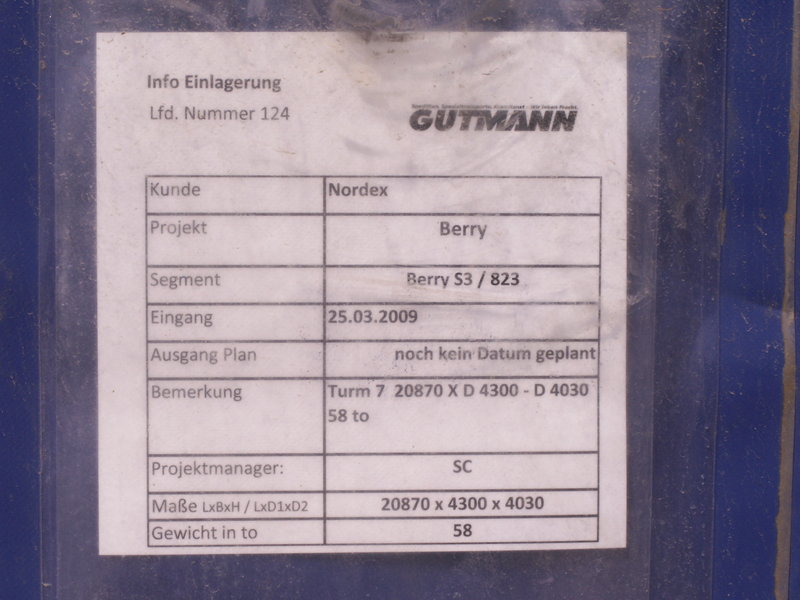 Info Einlagerung
Lfd. Nummer 124
GUTMANN
Kunde Nordex
Projekt Berry
Segment Berry S3 / 823
Eingang 25.03.2009
Ausgang Plan noch kein Datum geplant
Bemerkung Turm 7 20870 X D 4300 - D 4030
58 to
Projektmanager: SC
Maße LxBxH / LxD1xD2 20870 x 4300 x 4030
Gewicht in to 58